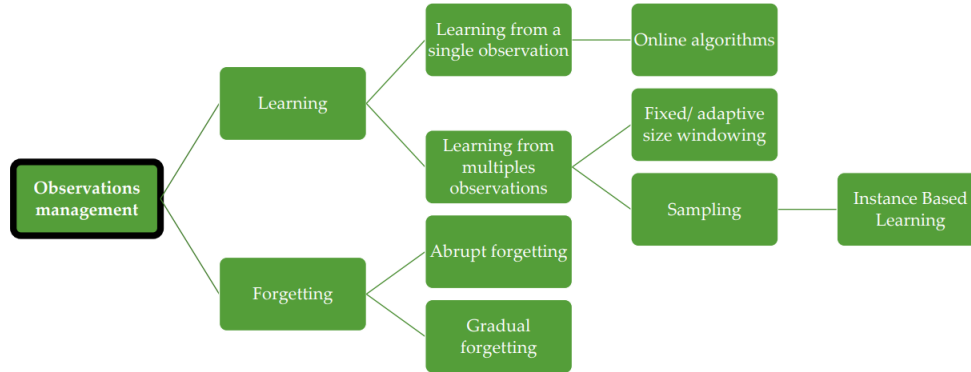 Learning from a
single observation
Online algorithms
Learning
Fixed/ adaptive
size windowing
Learning from
multiples
observations
Observations
management
Sampling
Instance Based
Learning
Abrupt forgetting
Forgetting
Gradual
forgetting